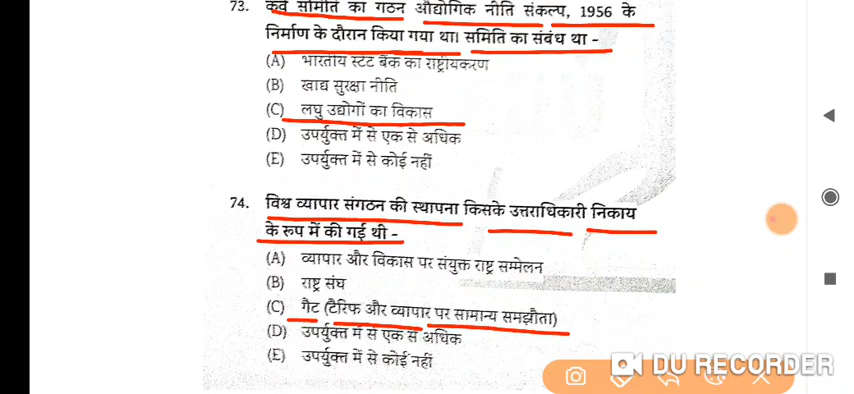 73. कर्वे समिति का गठन औद्योगिक नीति संकल्प, 1956 के
निर्माण के दौरान किया गया था। समिति का संबंध था -
(A) भारतीय स्टेट बैंक का राष्ट्रीयकरण
(B) खाद्य सुरक्षा नीति
(C) लघु उद्योगों का विकास
(D) उपर्युक्त में से एक से अधिक
(E) उपर्युक्त में से कोई नहीं
74. विश्व व्यापार संगठन की स्थापना किसके उत्तराधिकारी निकाय
के रूप में की गई थी -
(A) व्यापार और विकास पर संयुक्त राष्ट्र सम्मेलन
(B) राष्ट्र संघ
(C) गैट (टैरिफ और व्यापार पर सामान्य समझौता)
(D) उपर्युक्त में से एक से अधिक
(E) उपर्युक्त में से कोई नहीं
DU RECORDER